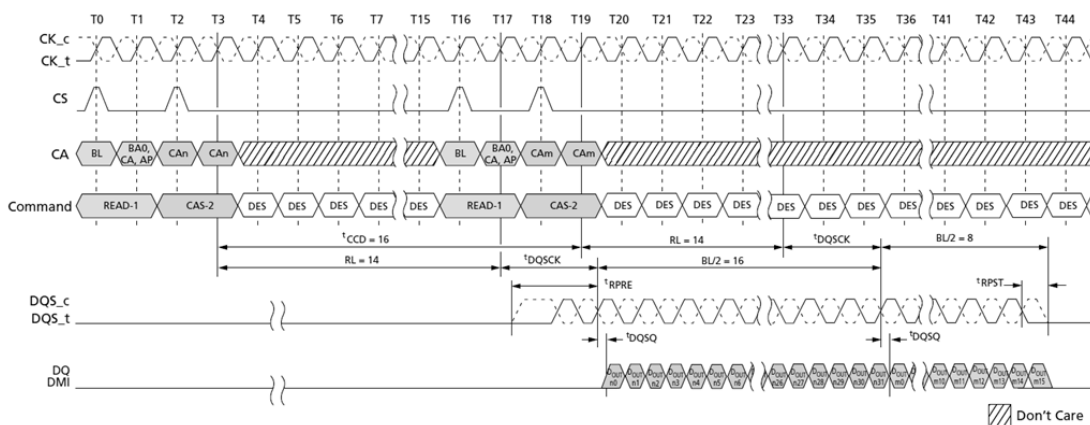 T0 T1 T2 T3 T4 T5 T6 T7 T15 T16 T17 T18 T19 T20 T21 T22 T23 T33 T34 T35 T36 T41 T42 T43 T44
CK_c
CK_t
CS
CA BL BA0, CA, AP CAn CAn BL BA0, CA, AP CAm CAm
Command READ-1 CAS-2 DES DES DES DES DES READ-1 CAS-2 DES DES DES DES DES DES DES DES DES DES DES DES
tCCD = 16 RL = 14 tDQSCK BL/2 = 8
RL = 14 tDQSCK BL/2 = 16
tRPRE tRPST
DQS_c
DQS_t
tDQSQ tDQSQ
DQ
DMI
DOUT n0 DOUT n1 DOUT n2 DOUT n3 DOUT n4 DOUT n5 DOUT n6 DOUT n26 DOUT n27 DOUT n28 DOUT n29 DOUT n30 DOUT n31 DOUT m0 DOUT m10 DOUT m11 DOUT m12 DOUT m13 DOUT m14 DOUT m15
Don't Care